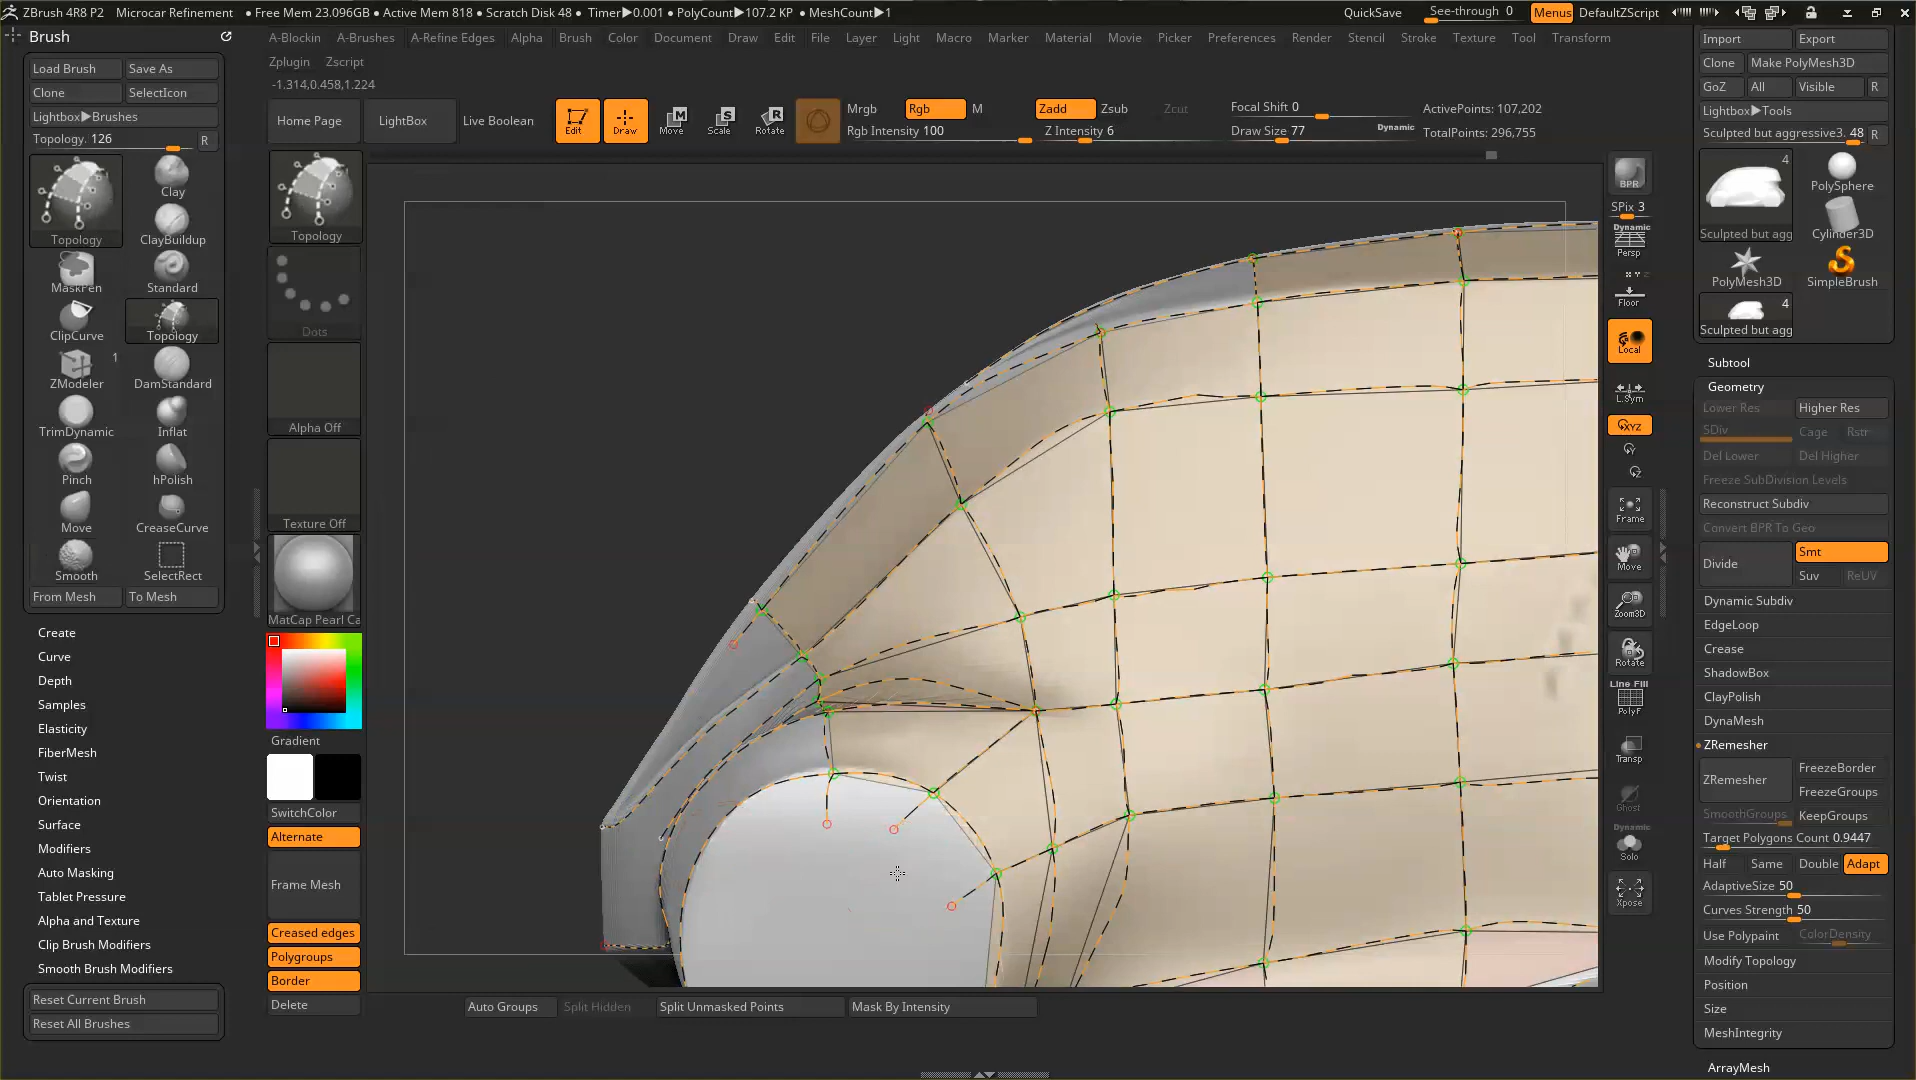 ZBrush 4R8 P2 Microcar Refinement • Free Mem 23.096GB • Active Mem 818 • Scratch Disk 48 • Timer▶0.001 • PolyCount▶107.2 KP • MeshCount▶1 QuickSave See-through 0 Menus DefaultZScript
Brush
A-Blockin A-Brushes A-Refine Edges Alpha Brush Color Document Draw Edit File Layer Light Macro Marker Material Movie Picker Preferences Render Stencil Stroke Texture Tool Transform
Zplugin Zscript
-1.314,0.458,1.224
Load Brush Save As
Clone SelectIcon
Lightbox▶Brushes
Topology. 126 R
Topology
Clay
ClayBuildup
MaskPen Standard
ClipCurve Topology
1
ZModeler DamStandard
TrimDynamic Inflat
Pinch hPolish
Move CreaseCurve
Smooth SelectRect
From Mesh To Mesh
Create
Curve
Depth
Samples
Elasticity
FiberMesh
Twist
Orientation
Surface
Modifiers
Auto Masking
Tablet Pressure
Alpha and Texture
Clip Brush Modifiers
Smooth Brush Modifiers
Reset Current Brush
Reset All Brushes
Home Page LightBox Live Boolean Edit Draw Move Scale Rotate
M S R
Mrgb Rgb M Zadd Zsub Zcut
Rgb Intensity 100 Z Intensity 6
Focal Shift 0
Draw Size 77 Dynamic
ActivePoints: 107,202
TotalPoints: 296,755
Topology
Dots
Alpha Off
Texture Off
MatCap Pearl Ca
Gradient
SwitchColor
Alternate
Frame Mesh
Creased edges
Polygroups
Border
Delete
Auto Groups Split Hidden Split Unmasked Points Mask By Intensity
BPR
SPix 3
Dynamic
Persp
Floor
Local
L.Sym
XYZ
Frame
Move
Zoom3D
Rotate
Line Fill
PolyF
Transp
Ghost
Dynamic
Solo
Xpose
Import Export
Clone Make PolyMesh3D
GoZ All Visible R
Lightbox▶Tools
Sculpted but aggressive3. 48 R
4
Sculpted but agg
PolySphere
Cylinder3D
PolyMesh3D SimpleBrush
4
Sculpted but agg
Subtool
Geometry
Lower Res Higher Res
SDiv Cage Rstr
Del Lower Del Higher
Freeze SubDivision Levels
Reconstruct Subdiv
Convert BPR To Geo
Divide Smt
Suv ReUV
Dynamic Subdiv
EdgeLoop
Crease
ShadowBox
ClayPolish
DynaMesh
ZRemesher
ZRemesher FreezeBorder
FreezeGroups
SmoothGroups KeepGroups
Target Polygons Count 0.9447
Half Same Double Adapt
AdaptiveSize 50
Curves Strength 50
Use Polypaint ColorDensity
Modify Topology
Position
Size
MeshIntegrity
ArrayMesh